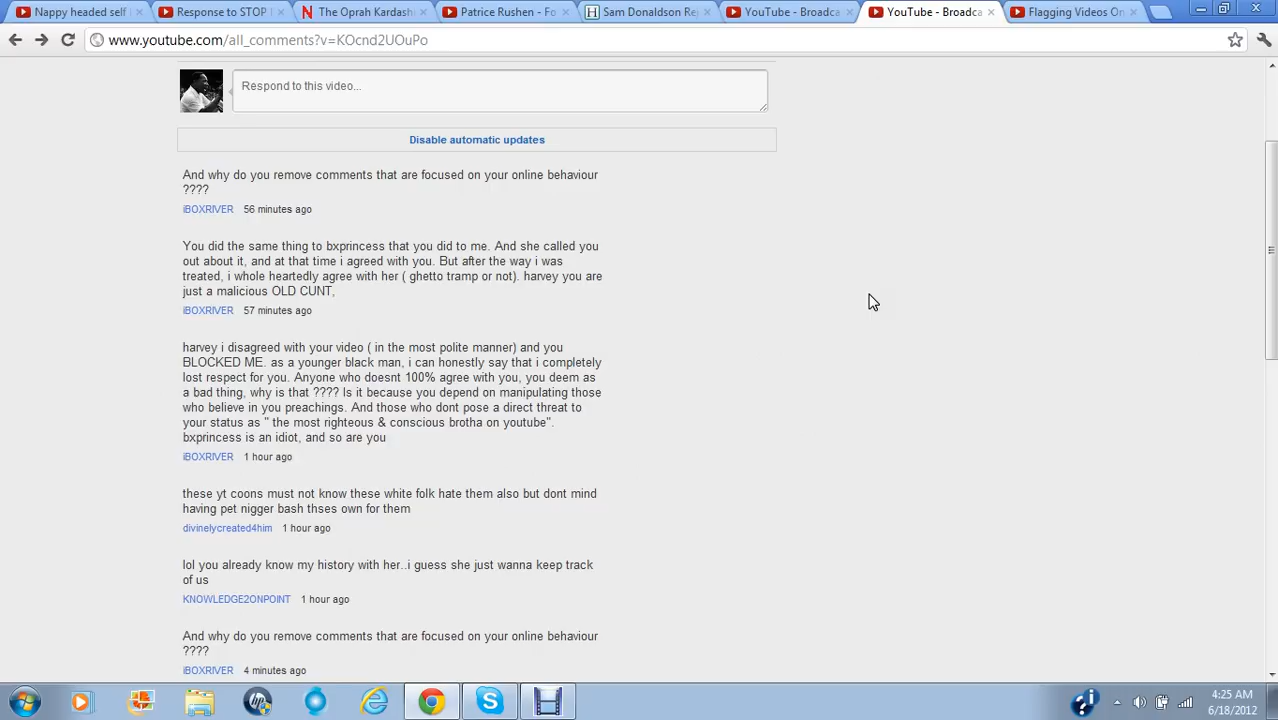 Nappy headed self
Response to STOP
The Oprah Kardashi
Patrice Rushen - Fo
Sam Donaldson Re
YouTube - Broadca
YouTube - Broadca
Flagging Videos On
www.youtube.com/all_comments?v=KOcnd2UOuPo
Respond to this video...
Disable automatic updates
And why do you remove comments that are focused on your online behaviour
????
iBOXRIVER 56 minutes ago
You did the same thing to bxprincess that you did to me. And she called you
out about it, and at that time i agreed with you. But after the way i was
treated, i whole heartedly agree with her ( ghetto tramp or not). harvey you are
just a malicious OLD CUNT,
iBOXRIVER 57 minutes ago
harvey i disagreed with your video ( in the most polite manner) and you
BLOCKED ME. as a younger black man, i can honestly say that i completely
lost respect for you. Anyone who doesnt 100% agree with you, you deem as
a bad thing, why is that ???? Is it because you depend on manipulating those
who believe in you preachings. And those who dont pose a direct threat to
your status as " the most righteous & conscious brotha on youtube".
bxprincess is an idiot, and so are you
iBOXRIVER 1 hour ago
these yt coons must not know these white folk hate them also but dont mind
having pet nigger bash thses own for them
divinelycreated4him 1 hour ago
lol you already know my history with her..i guess she just wanna keep track
of us
KNOWLEDGE2ONPOINT 1 hour ago
And why do you remove comments that are focused on your online behaviour
????
iBOXRIVER 4 minutes ago
4:25 AM
6/18/2012